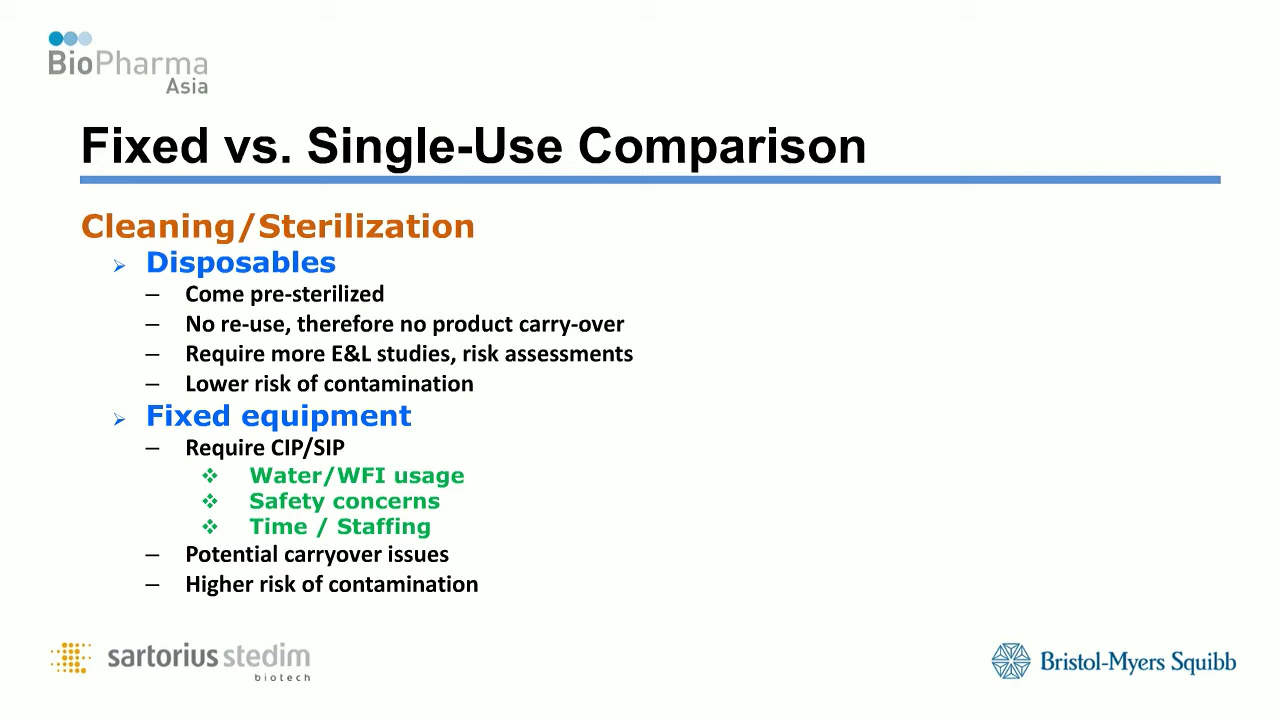 BioPharma
Asia
Fixed vs. Single-Use Comparison
Cleaning/Sterilization
➢ Disposables
– Come pre-sterilized
– No re-use, therefore no product carry-over
– Require more E&L studies, risk assessments
– Lower risk of contamination
➢ Fixed equipment
– Require CIP/SIP
❖ Water/WFI usage
❖ Safety concerns
❖ Time / Staffing
– Potential carryover issues
– Higher risk of contamination
sartorius stedim
biotech
Bristol-Myers Squibb